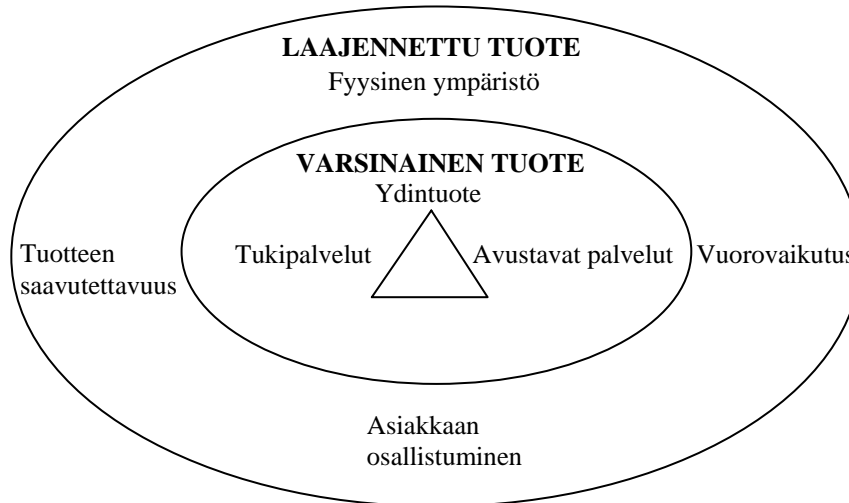 LAAJENNETTU TUOTE
Fyysinen ympäristö
VARSINAINEN TUOTE
Ydintuote
Tukipalvelut
Avustavat palvelut
Tuotteen
saavutettavuus
Vuorovaikutus
Asiakkaan
osallistuminen